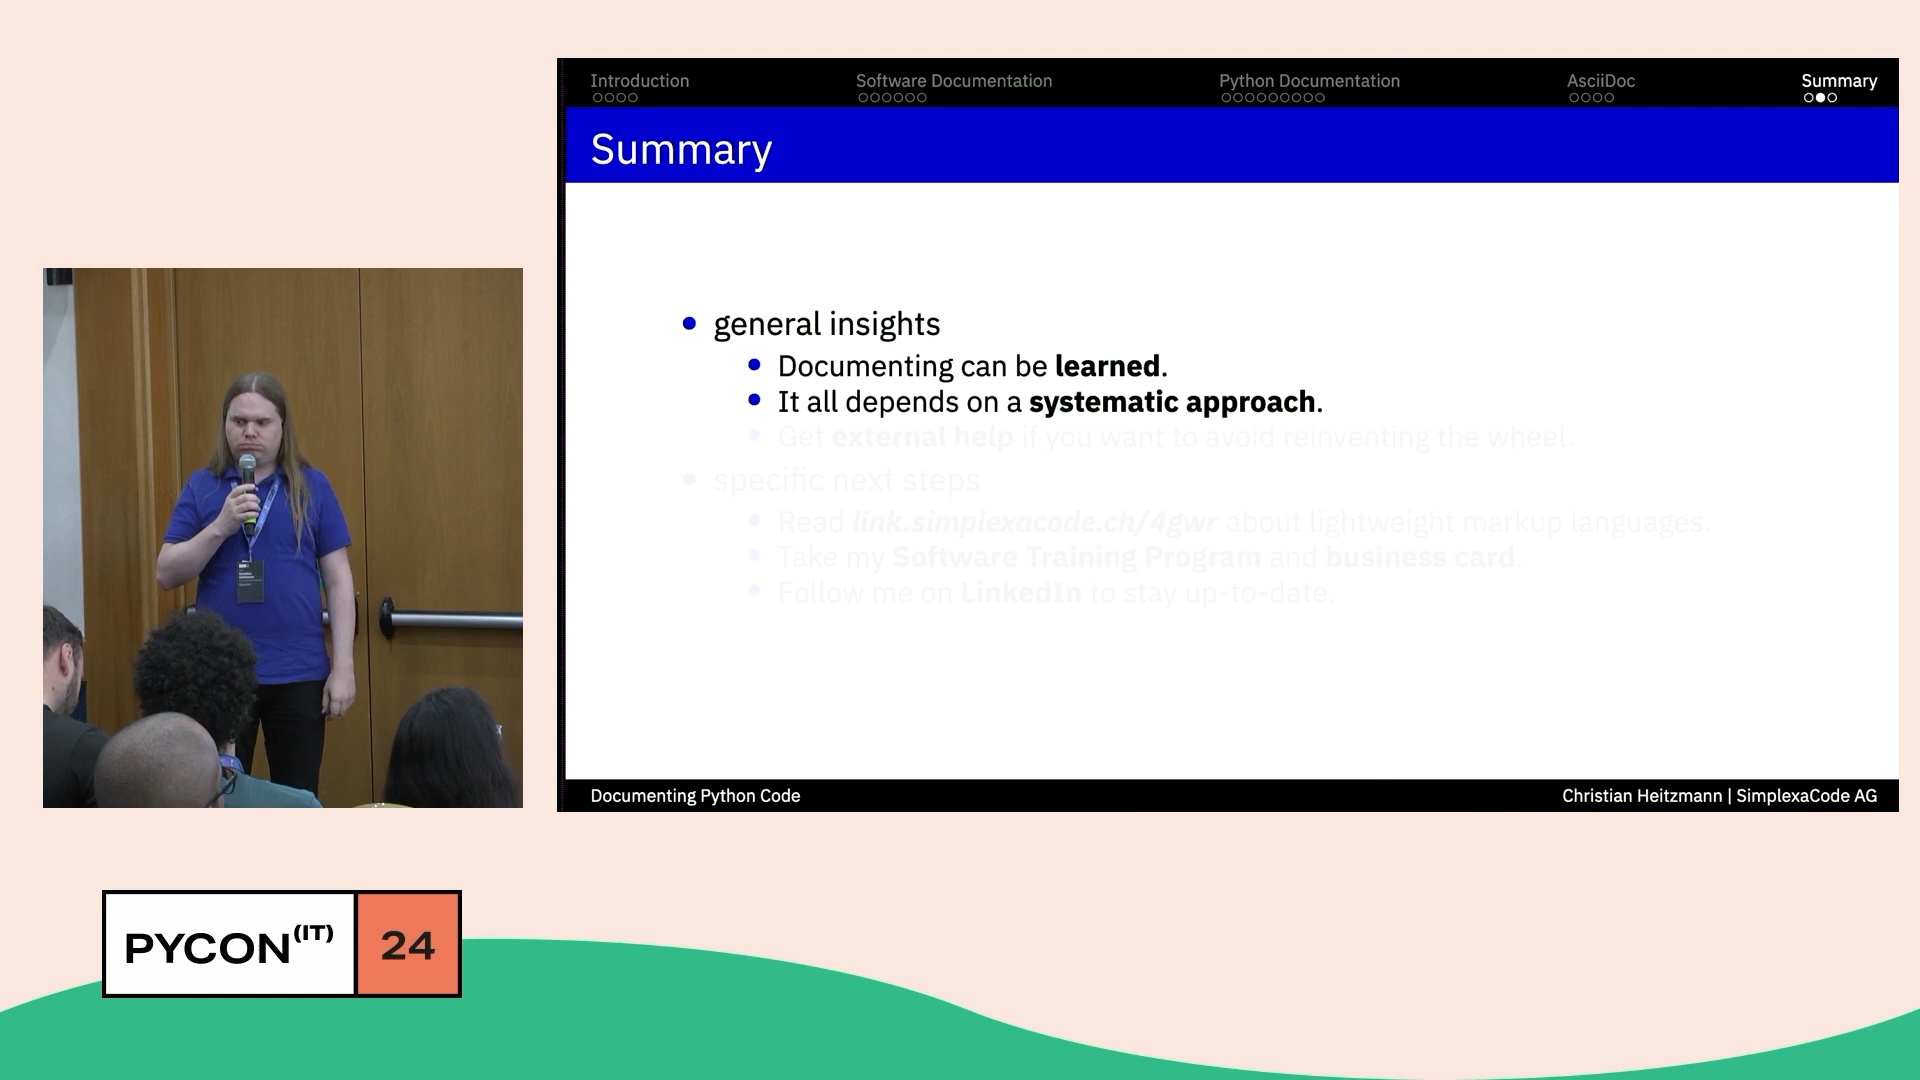 Introduction
Software Documentation
Python Documentation
AsciiDoc
Summary
Summary
general insights
Documenting can be learned.
It all depends on a systematic approach.
Get external help if you want to avoid reinventing the wheel.
specific next steps
Read link.simplexacode.ch/4gwr about lightweight markup languages.
Take my Software Training Program and business card.
Follow me on LinkedIn to stay up-to-date.
Documenting Python Code
Christian Heitzmann | SimplexaCode AG
PYCON(IT) 24